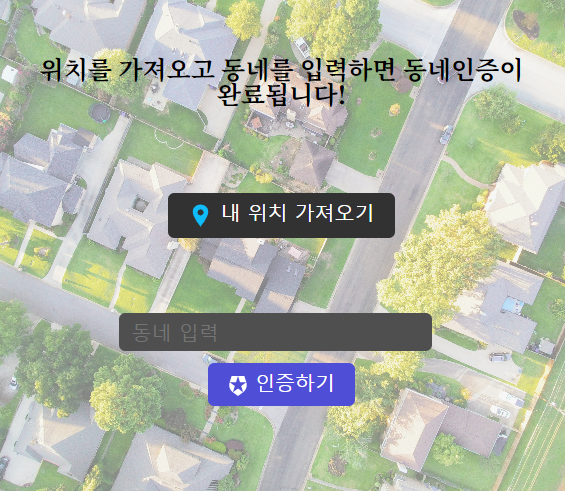 위치를 가져오고 동네를 입력하면 동네인증이
완료됩니다!
내 위치 가져오기
동네 입력
인증하기